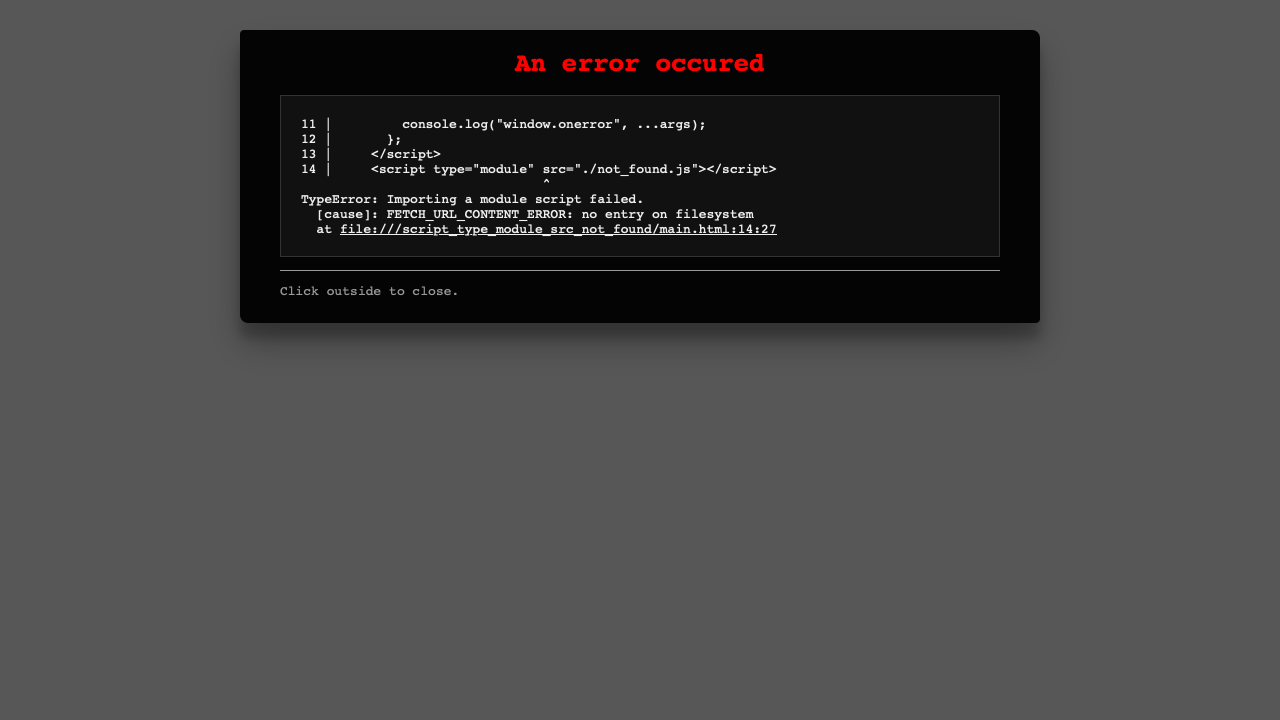 An error occured
11 |         console.log("window.onerror", ...args);
12 |       };
13 |     </script>
14 |     <script type="module" src="./not_found.js"></script>
                               ^
TypeError: Importing a module script failed.
  [cause]: FETCH_URL_CONTENT_ERROR: no entry on filesystem
  at file:///script_type_module_src_not_found/main.html:14:27
Click outside to close.